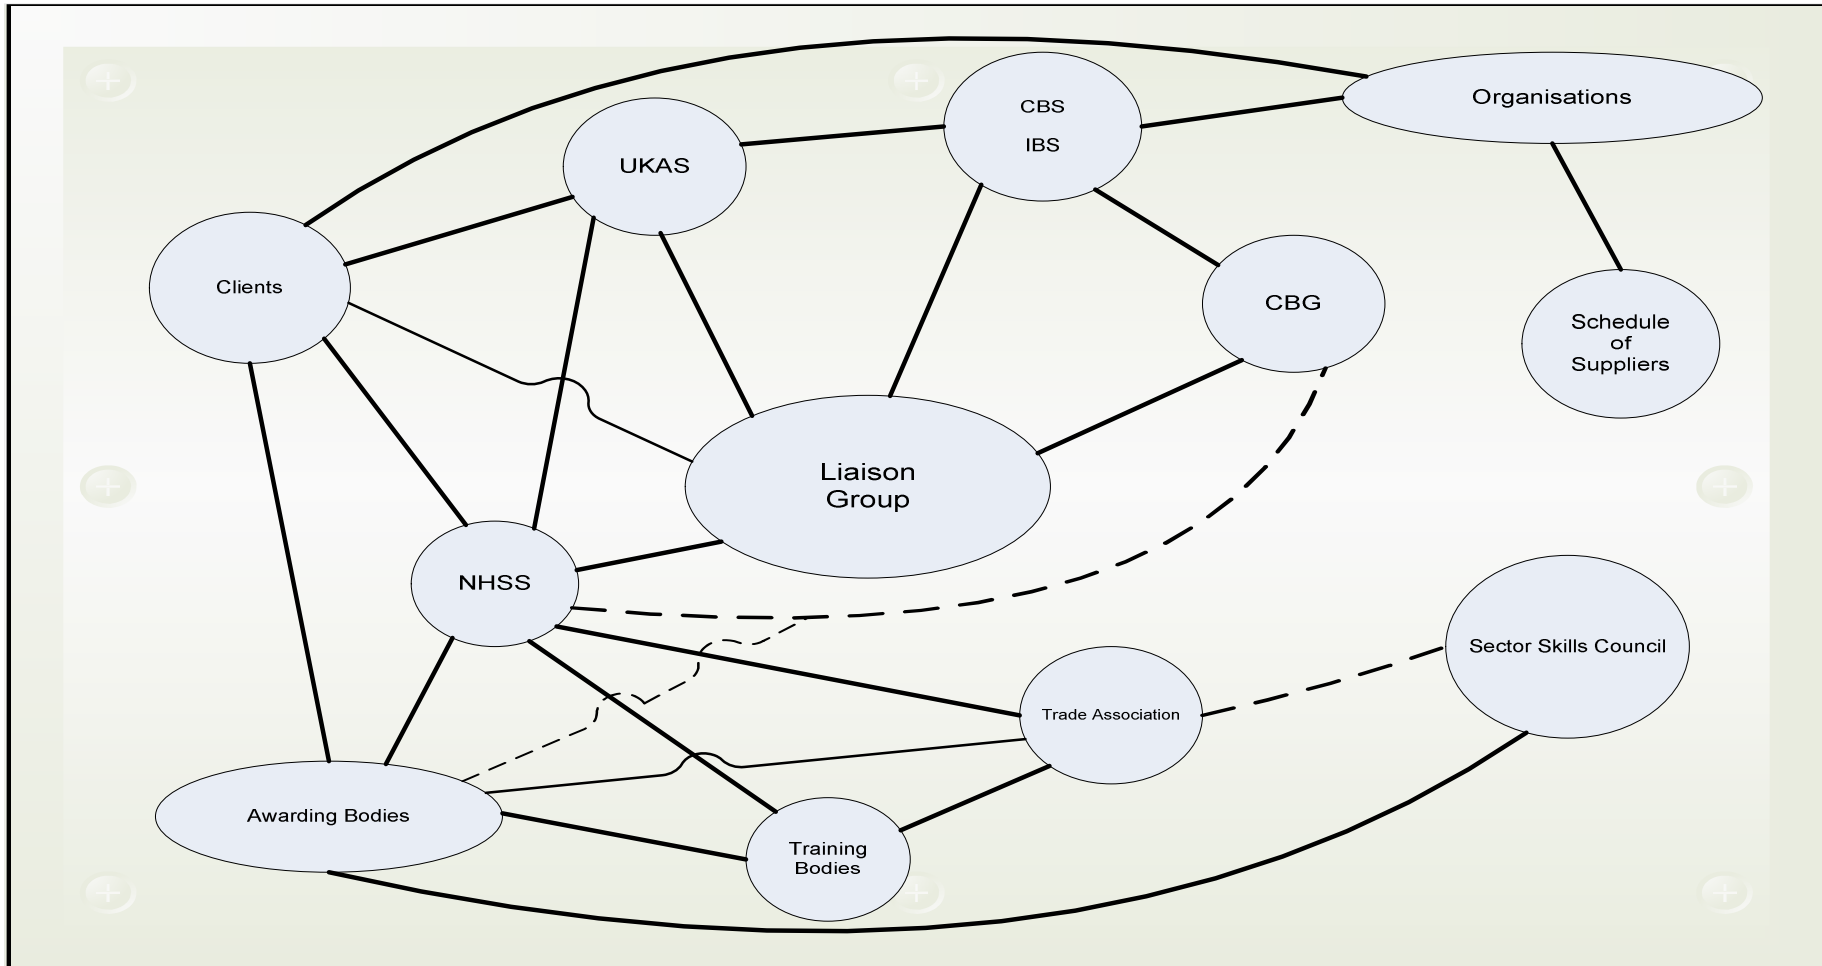 CBS
IBS
Organisations
UKAS
Clients
CBG
Schedule
of
Suppliers
Liaison
Group
NHSS
Sector Skills Council
Trade Association
Awarding Bodies
Training
Bodies